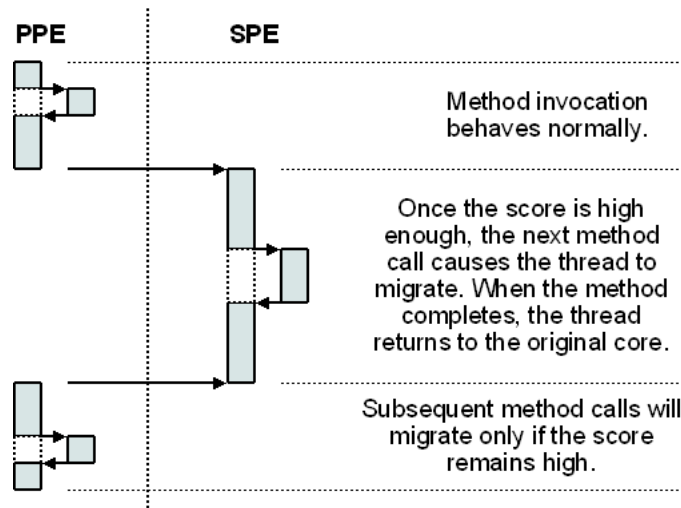 PPE
SPE
Method invocation
behaves normally.
Once the score is high
enough, the next method
call causes the thread to
migrate. When the method
completes, the thread
returns to the original core.
Subsequent method calls will
migrate only if the score
remains high.